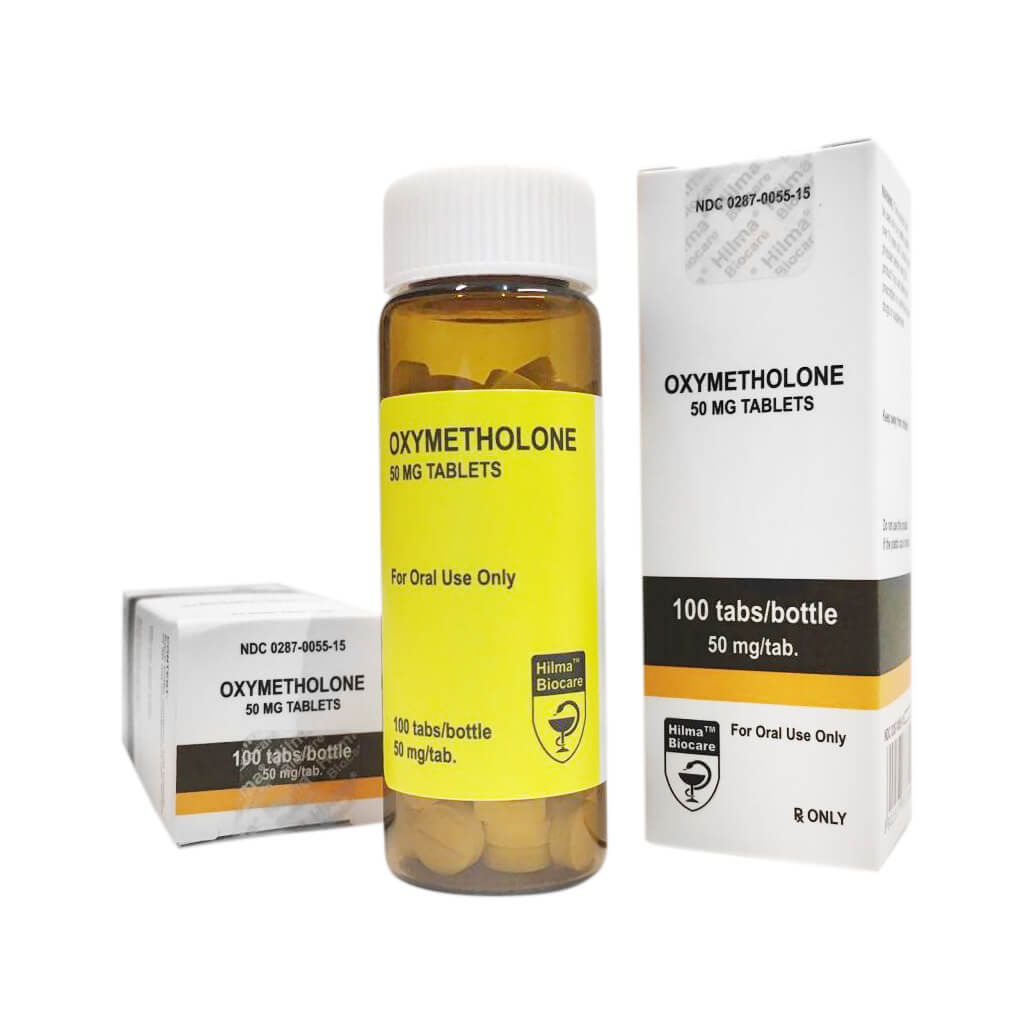 NDC 0287-0055-15
OXYMETHOLONE
50 MG TABLETS
100 tabs/bottle
50 mg/tab.
OXYMETHOLONE
50 MG TABLETS
For Oral Use Only
Hilma™
Biocare
100 tabs/bottle
50 mg/tab.
Hilma®
Biocare
NDC 0287-0055-15
OXYMETHOLONE
50 MG TABLETS
100 tabs/bottle
50 mg/tab.
Hilma™
Biocare
For Oral Use Only
℞ ONLY